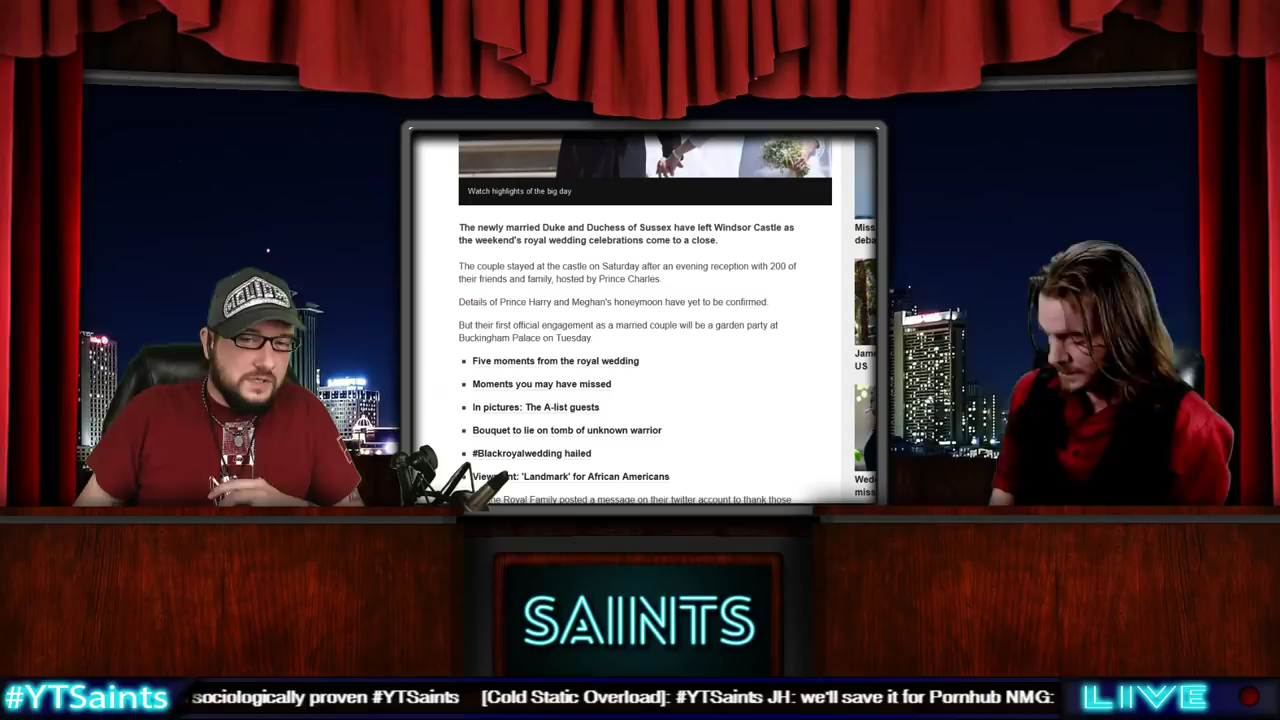 Watch highlights of the big day
The newly married Duke and Duchess of Sussex have left Windsor Castle as
the weekend's royal wedding celebrations come to a close.
The couple stayed at the castle on Saturday after an evening reception with 200 of
their friends and family, hosted by Prince Charles.
Details of Prince Harry and Meghan's honeymoon have yet to be confirmed.
But their first official engagement as a married couple will be a garden party at
Buckingham Palace on Tuesday.
Five moments from the royal wedding
Moments you may have missed
In pictures: The A-list guests
Bouquet to lie on tomb of unknown warrior
#Blackroyalwedding hailed
'Landmark' for African Americans
Royal Family posted a message on their twitter account to thank those
Miss
deba
US
miss
SAINTS
#YTSaints sociologically proven #YTSaints [Cold Static Overload]: #YTSaints JH: we'll save it for Pornhub NMG: LIVE